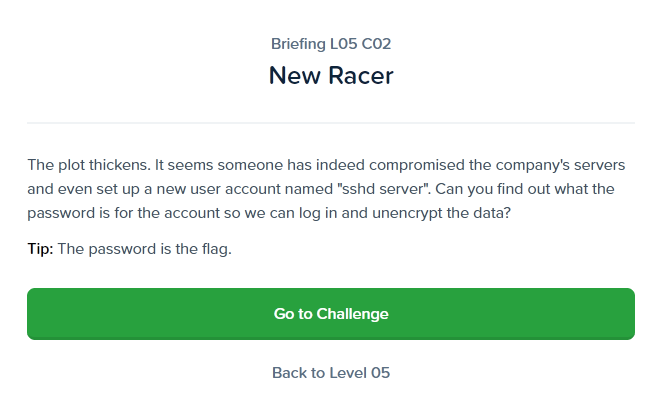 Briefing L05 C02
New Racer
The plot thickens. It seems someone has indeed compromised the company's servers
and even set up a new user account named "sshd server". Can you find out what the
password is for the account so we can log in and unencrypt the data?
Tip: The password is the flag.
Go to Challenge
Back to Level 05